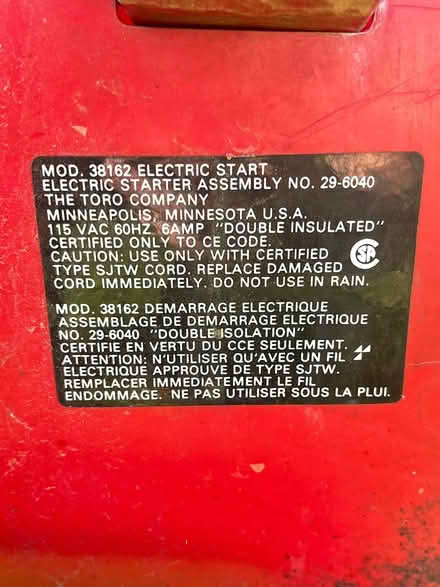 MOD. 38162 ELECTRIC START
ELECTRIC STARTER ASSEMBLY NO. 29-6040
THE TORO COMPANY
MINNEAPOLIS, MINNESOTA U.S.A.
115 VAC 60HZ 6AMP "DOUBLE INSULATED"
CERTIFIED ONLY TO CE CODE.
CAUTION: USE ONLY WITH CERTIFIED
TYPE SJTW CORD. REPLACE DAMAGED
CORD IMMEDIATELY. DO NOT USE IN RAIN.
MOD. 38162 DEMARRAGE ELECTRIQUE
ASSEMBLAGE DE DEMARRAGE ELECTRIQUE
NO. 29-6040 "DOUBLE ISOLATION"
CERTIFIE EN VERTU DU CCE SEULEMENT.
ATTENTION: N'UTILISER QU'AVEC UN FIL
ELECTRIQUE APPROUVE DE TYPE SJTW.
REMPLACER IMMEDIATEMENT LE FIL
ENDOMMAGE. NE PAS UTILISER SOUS LA PLUI.